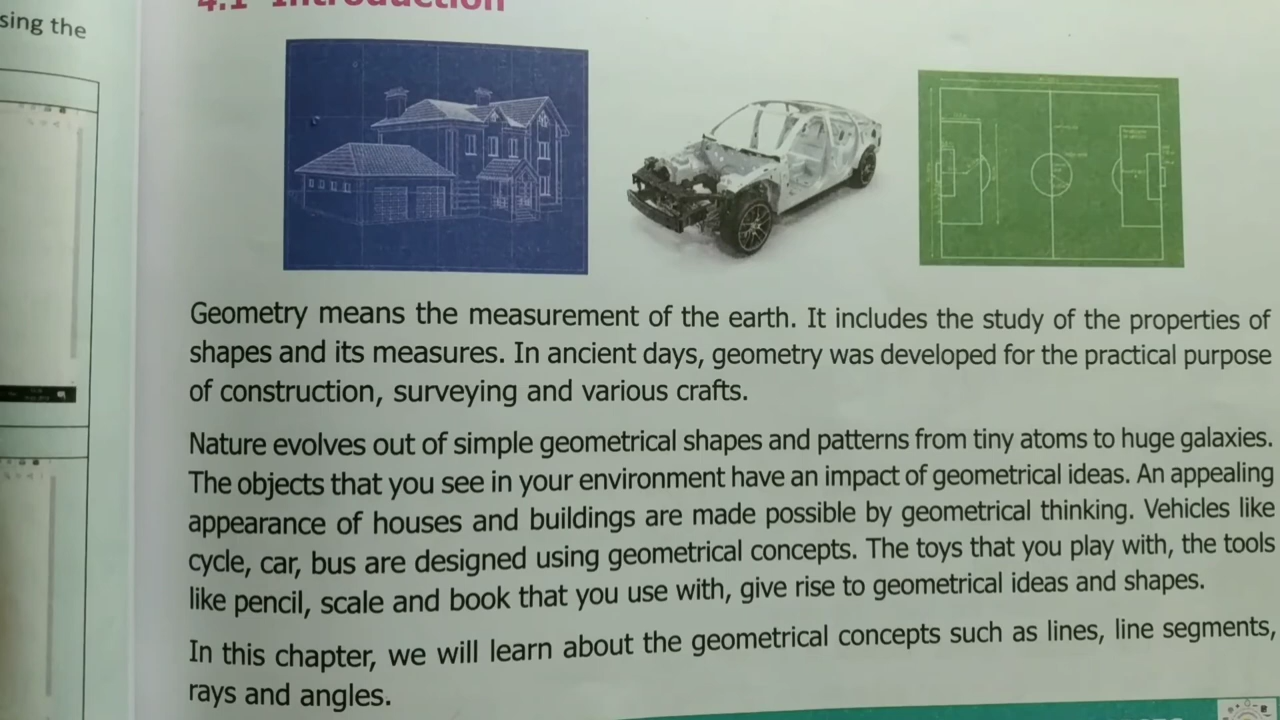 sing the
4.1 Introduction
Geometry means the measurement of the earth. It includes the study of the properties of
shapes and its measures. In ancient days, geometry was developed for the practical purpose
of construction, surveying and various crafts.
Nature evolves out of simple geometrical shapes and patterns from tiny atoms to huge galaxies.
The objects that you see in your environment have an impact of geometrical ideas. An appealing
appearance of houses and buildings are made possible by geometrical thinking. Vehicles like
cycle, car, bus are designed using geometrical concepts. The toys that you play with, the tools
like pencil, scale and book that you use with, give rise to geometrical ideas and shapes.
In this chapter, we will learn about the geometrical concepts such as lines, line segments,
rays and angles.